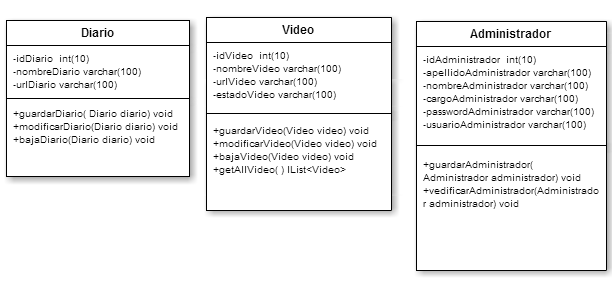 Diario
-idDiario int(10)
-nombreDiario varchar(100)
-urlDiario varchar(100)
+guardarDiario( Diario diario) void
+modificarDiario(Diario diario) void
+bajaDiario(Diario diario) void
Video
-idVideo int(10)
-nombreVideo varchar(100)
-urlVideo varchar(100)
-estadoVideo varchar(100)
+guardarVideo(Video video) void
+modificarVideo(Video video) void
+bajaVideo(Video video) void
+getAllVideo( ) IList<Video>
Administrador
-idAdministrador int(10)
-apellidoAdministrador varchar(100)
-nombreAdministrador varchar(100)
-cargoAdministrador varchar(100)
-passwordAdministrador varchar(100)
-usuarioAdministrador varchar(100)
+guardarAdministrador(
Administrador administrador) void
+vedificarAdministrador(Administrado
r administrador) void